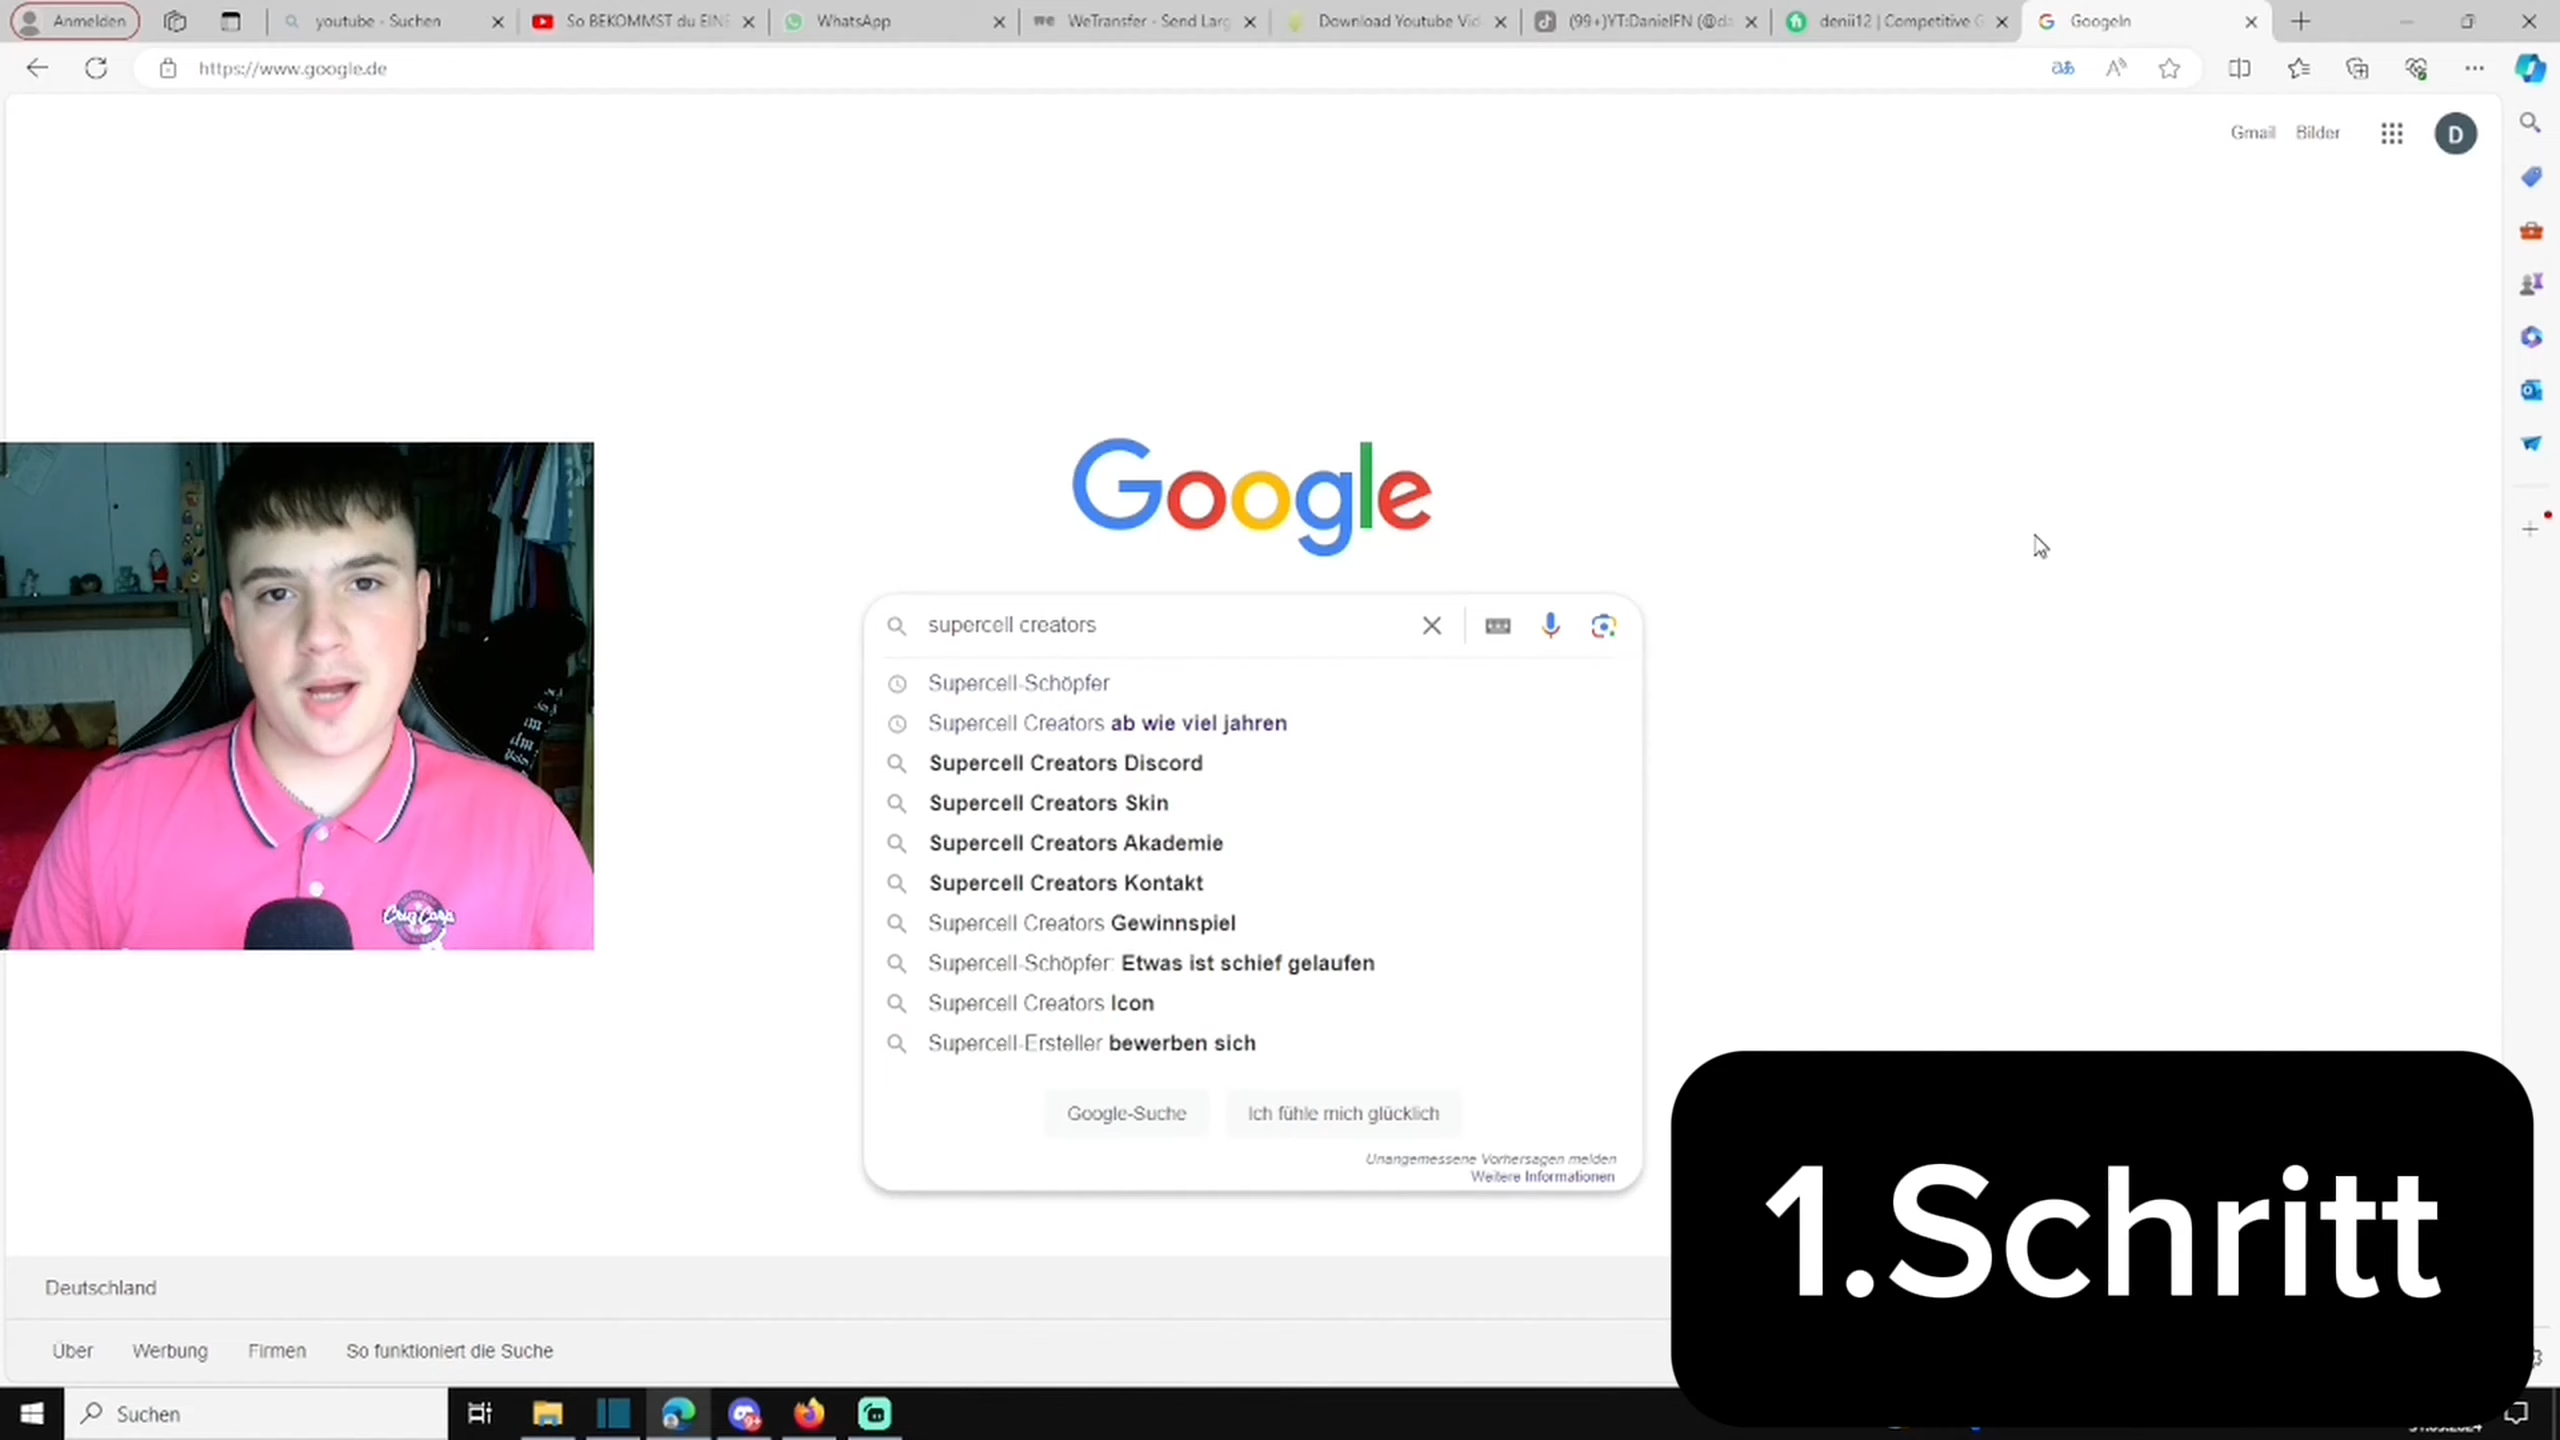 Anmelden
youtube - Suchen
So BEKOMMST du EINE
WhatsApp
WeTransfer - Send Larg
Download Youtube Vid
(99+)YT:DanielFN (@da
denii12 | Competitive G
Googeln
https://www.google.de
Gmail
Bilder
D
Google
supercell creators
Supercell-Schöpfer
Supercell Creators ab wie viel jahren
Supercell Creators Discord
Supercell Creators Skin
Supercell Creators Akademie
Supercell Creators Kontakt
Supercell Creators Gewinnspiel
Supercell-Schöpfer: Etwas ist schief gelaufen
Supercell Creators Icon
Supercell-Ersteller bewerben sich
Google-Suche
Ich fühle mich glücklich
Unangemessene Vorhersagen melden
Weitere Informationen
1.Schritt
Deutschland
Über
Werbung
Firmen
So funktioniert die Suche
Suchen